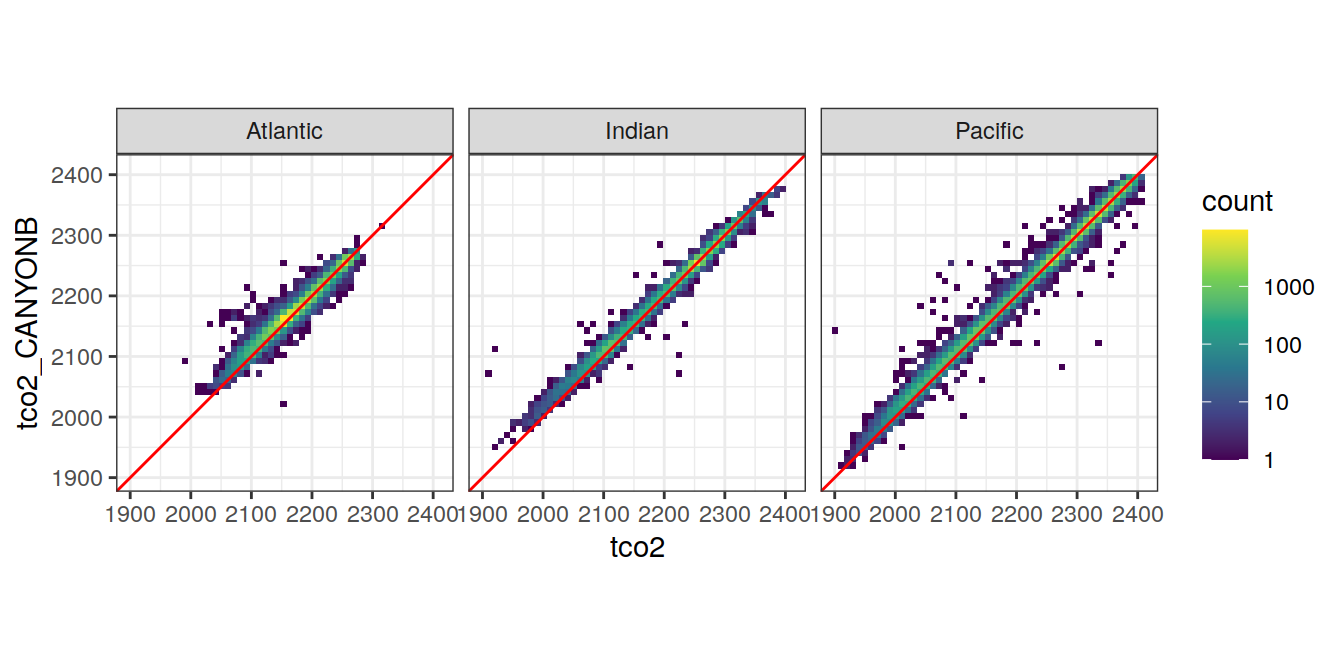 Atlantic
Indian
Pacific
tco2_CANYONB
2400
2300
2200
2100
2000
1900
1900 2000 2100 2200 2300 2400
1900 2000 2100 2200 2300 2400
1900 2000 2100 2200 2300 2400
tco2
count
1000
100
10
1